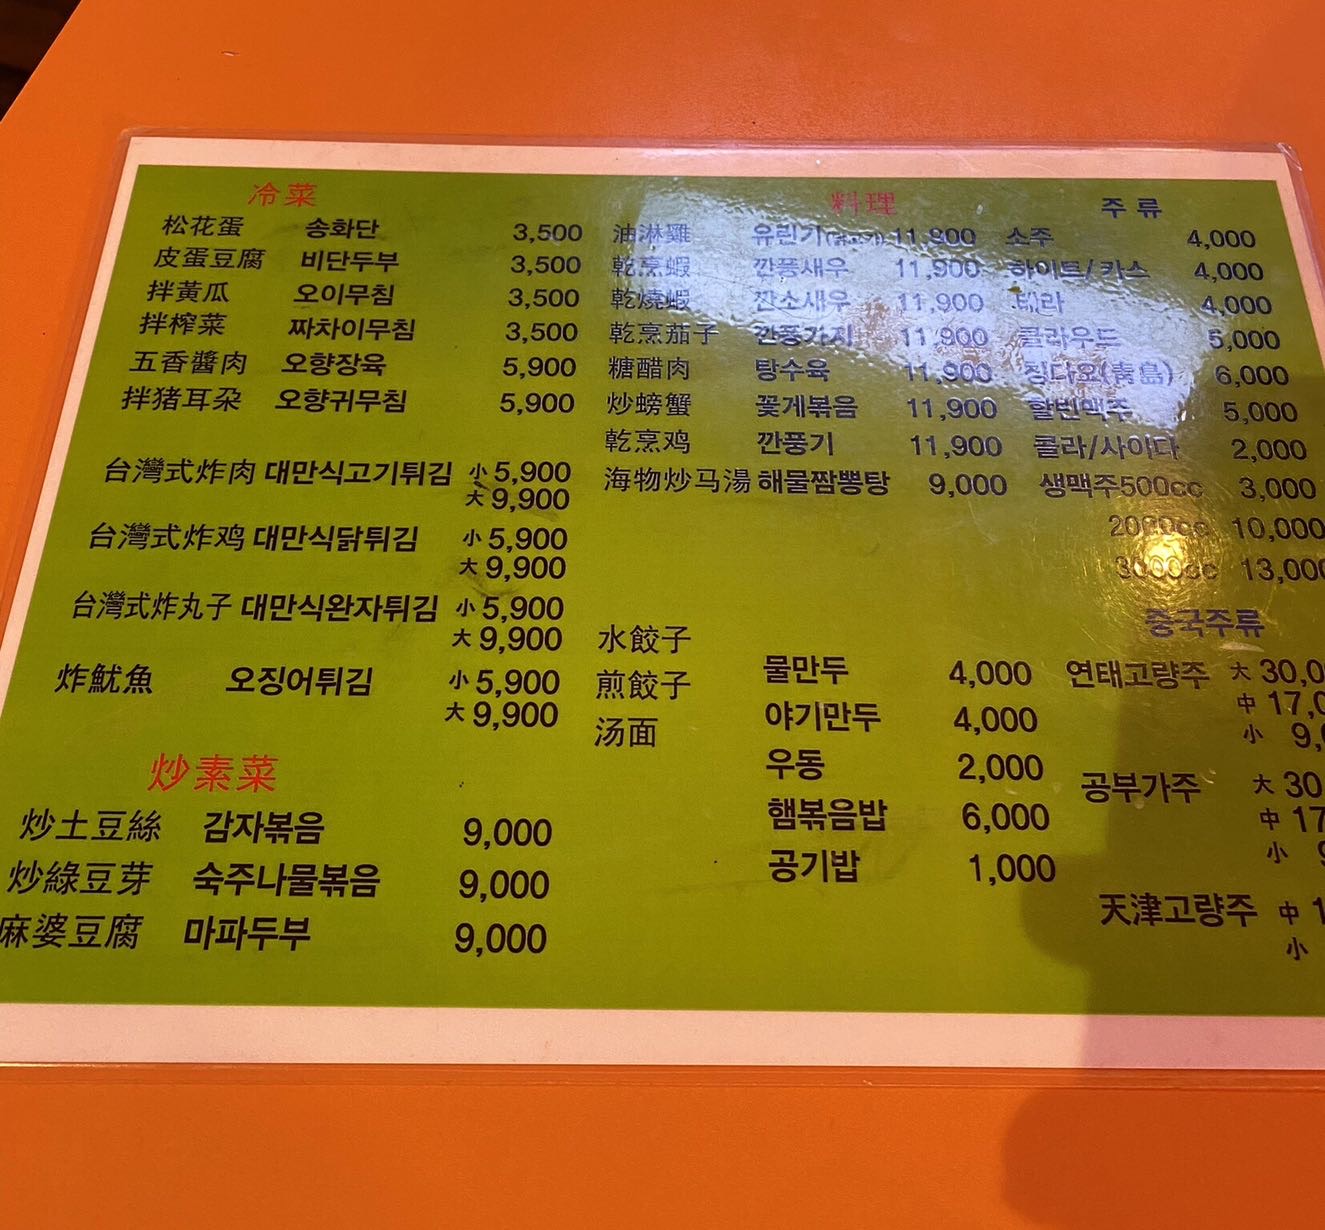 冷菜
松花蛋 송화단 3,500
皮蛋豆腐 비단두부 3,500
拌黃瓜 오이무침 3,500
拌榨菜 짜차이무침 3,500
五香醬肉 오향장육 5,900
拌猪耳朵 오향귀무침 5,900
台灣式炸肉 대만식고기튀김 小 5,900
大 9,900
台灣式炸鸡 대만식닭튀김 小 5,900
大 9,900
台灣式炸丸子 대만식완자튀김 小 5,900
大 9,900
炸魷魚 오징어튀김 小 5,900
大 9,900
炒素菜
炒土豆絲 감자볶음 9,000
炒綠豆芽 숙주나물볶음 9,000
麻婆豆腐 마파두부 9,000
料理
油淋雞 유린기 11,900
乾烹蝦 깐풍새우 11,900
乾燒蝦 깐소새우 11,900
乾烹茄子 깐풍가지 11,900
糖醋肉 탕수육 11,900
炒螃蟹 꽃게볶음 11,900
乾烹鸡 깐풍기 11,900
海物炒马湯 해물짬뽕탕 9,000
水餃子 물만두 4,000
煎餃子 야기만두 4,000
汤面 우동 2,000
햄볶음밥 6,000
공기밥 1,000
주류
소주 4,000
하이트/카스 4,000
테라 4,000
클라우드 5,000
칭다오(青島) 6,000
할빈맥주 5,000
콜라/사이다 2,000
생맥주500cc 3,000
2000cc 10,000
3000cc 13,000
중국주류
연태고량주 大 30,0
中 17,0
小 9,
공부가주 大 30
中 17
小 9
天津고량주 中 1
小